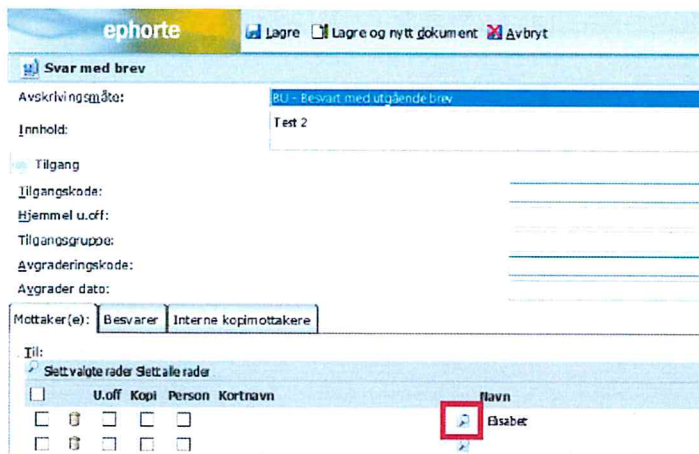 ephorte Lagre Lagre og nytt dokument Avbryt
Svar med brev
Avskrivingsmåte: BU - Besvart med utgående brev
Innhold: Test 2
Tilgang
Tilgangskode:
Hjemmel u.off:
Tilgangsgruppe:
Avgraderingskode:
Avgrader dato:
Mottaker(e): Besvarer Interne kopimottakere
Til:
Slett valgte rader Slett alle rader
U.off Kopi Person Kortnavn Navn
Elisabet